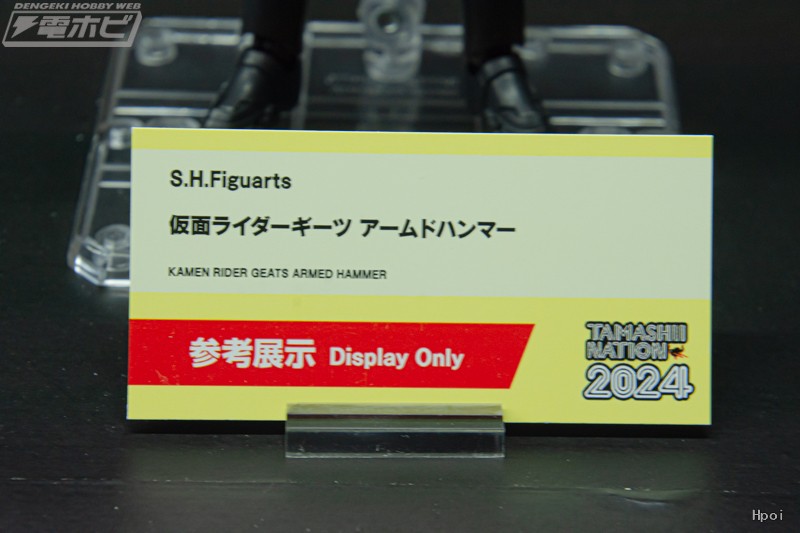 DENGEKI HOBBY WEB
電ホビ
S.H.Figuarts
仮面ライダーギーツ アームドハンマー
KAMEN RIDER GEATS ARMED HAMMER
参考展示 Display Only
TAMASHII
NATION
2024
Hpoi